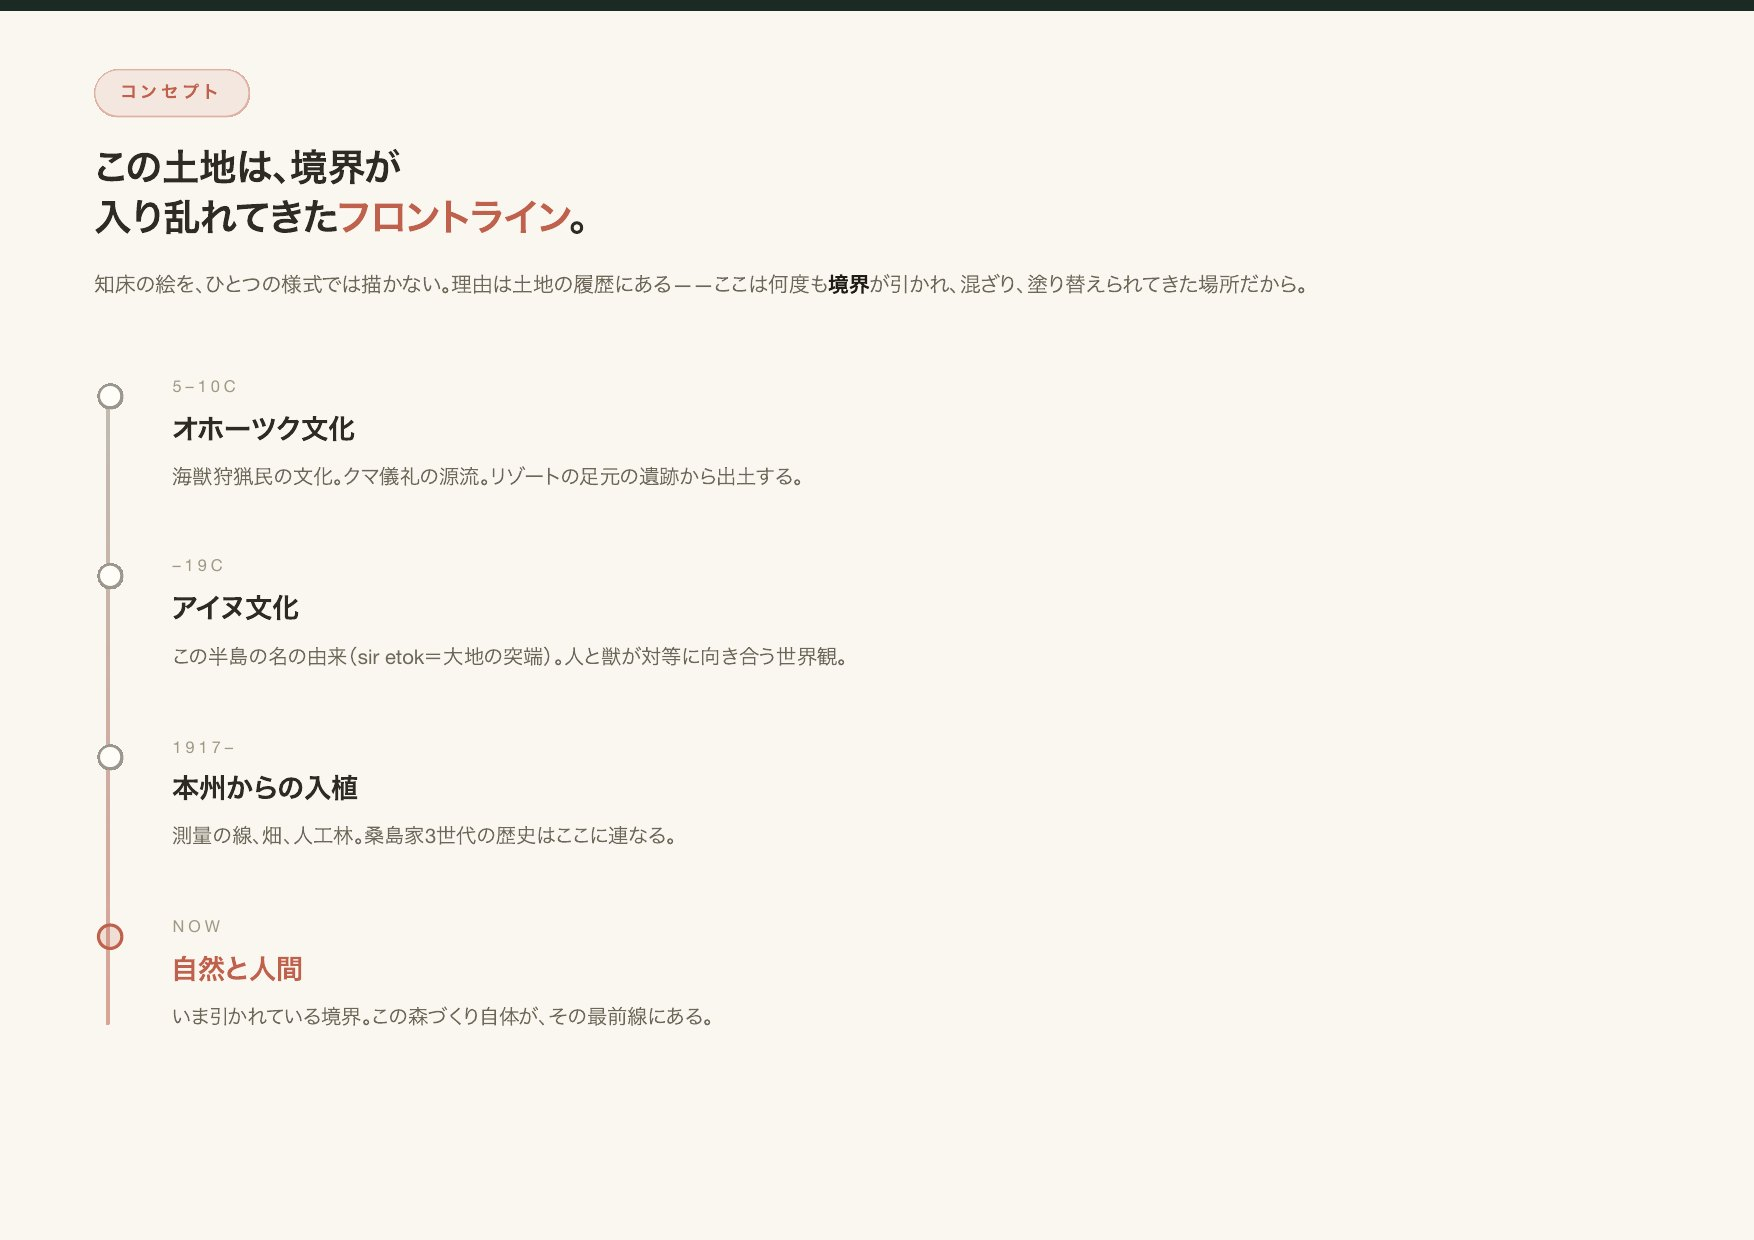 コンセプト
この土地は、境界が
入り乱れてきたフロントライン。
知床の絵を、ひとつの様式では描かない。理由は土地の履歴にある——ここは何度も境界が引かれ、混ざり、塗り替えられてきた場所だから。
5–10C
オホーツク文化
海獣狩猟民の文化。クマ儀礼の源流。リゾートの足元の遺跡から出土する。
–19C
アイヌ文化
この半島の名の由来（sir etok＝大地の突端）。人と獣が対等に向き合う世界観。
1917–
本州からの入植
測量の線、畑、人工林。桑島家3世代の歴史はここに連なる。
NOW
自然と人間
いま引かれている境界。この森づくり自体が、その最前線にある。